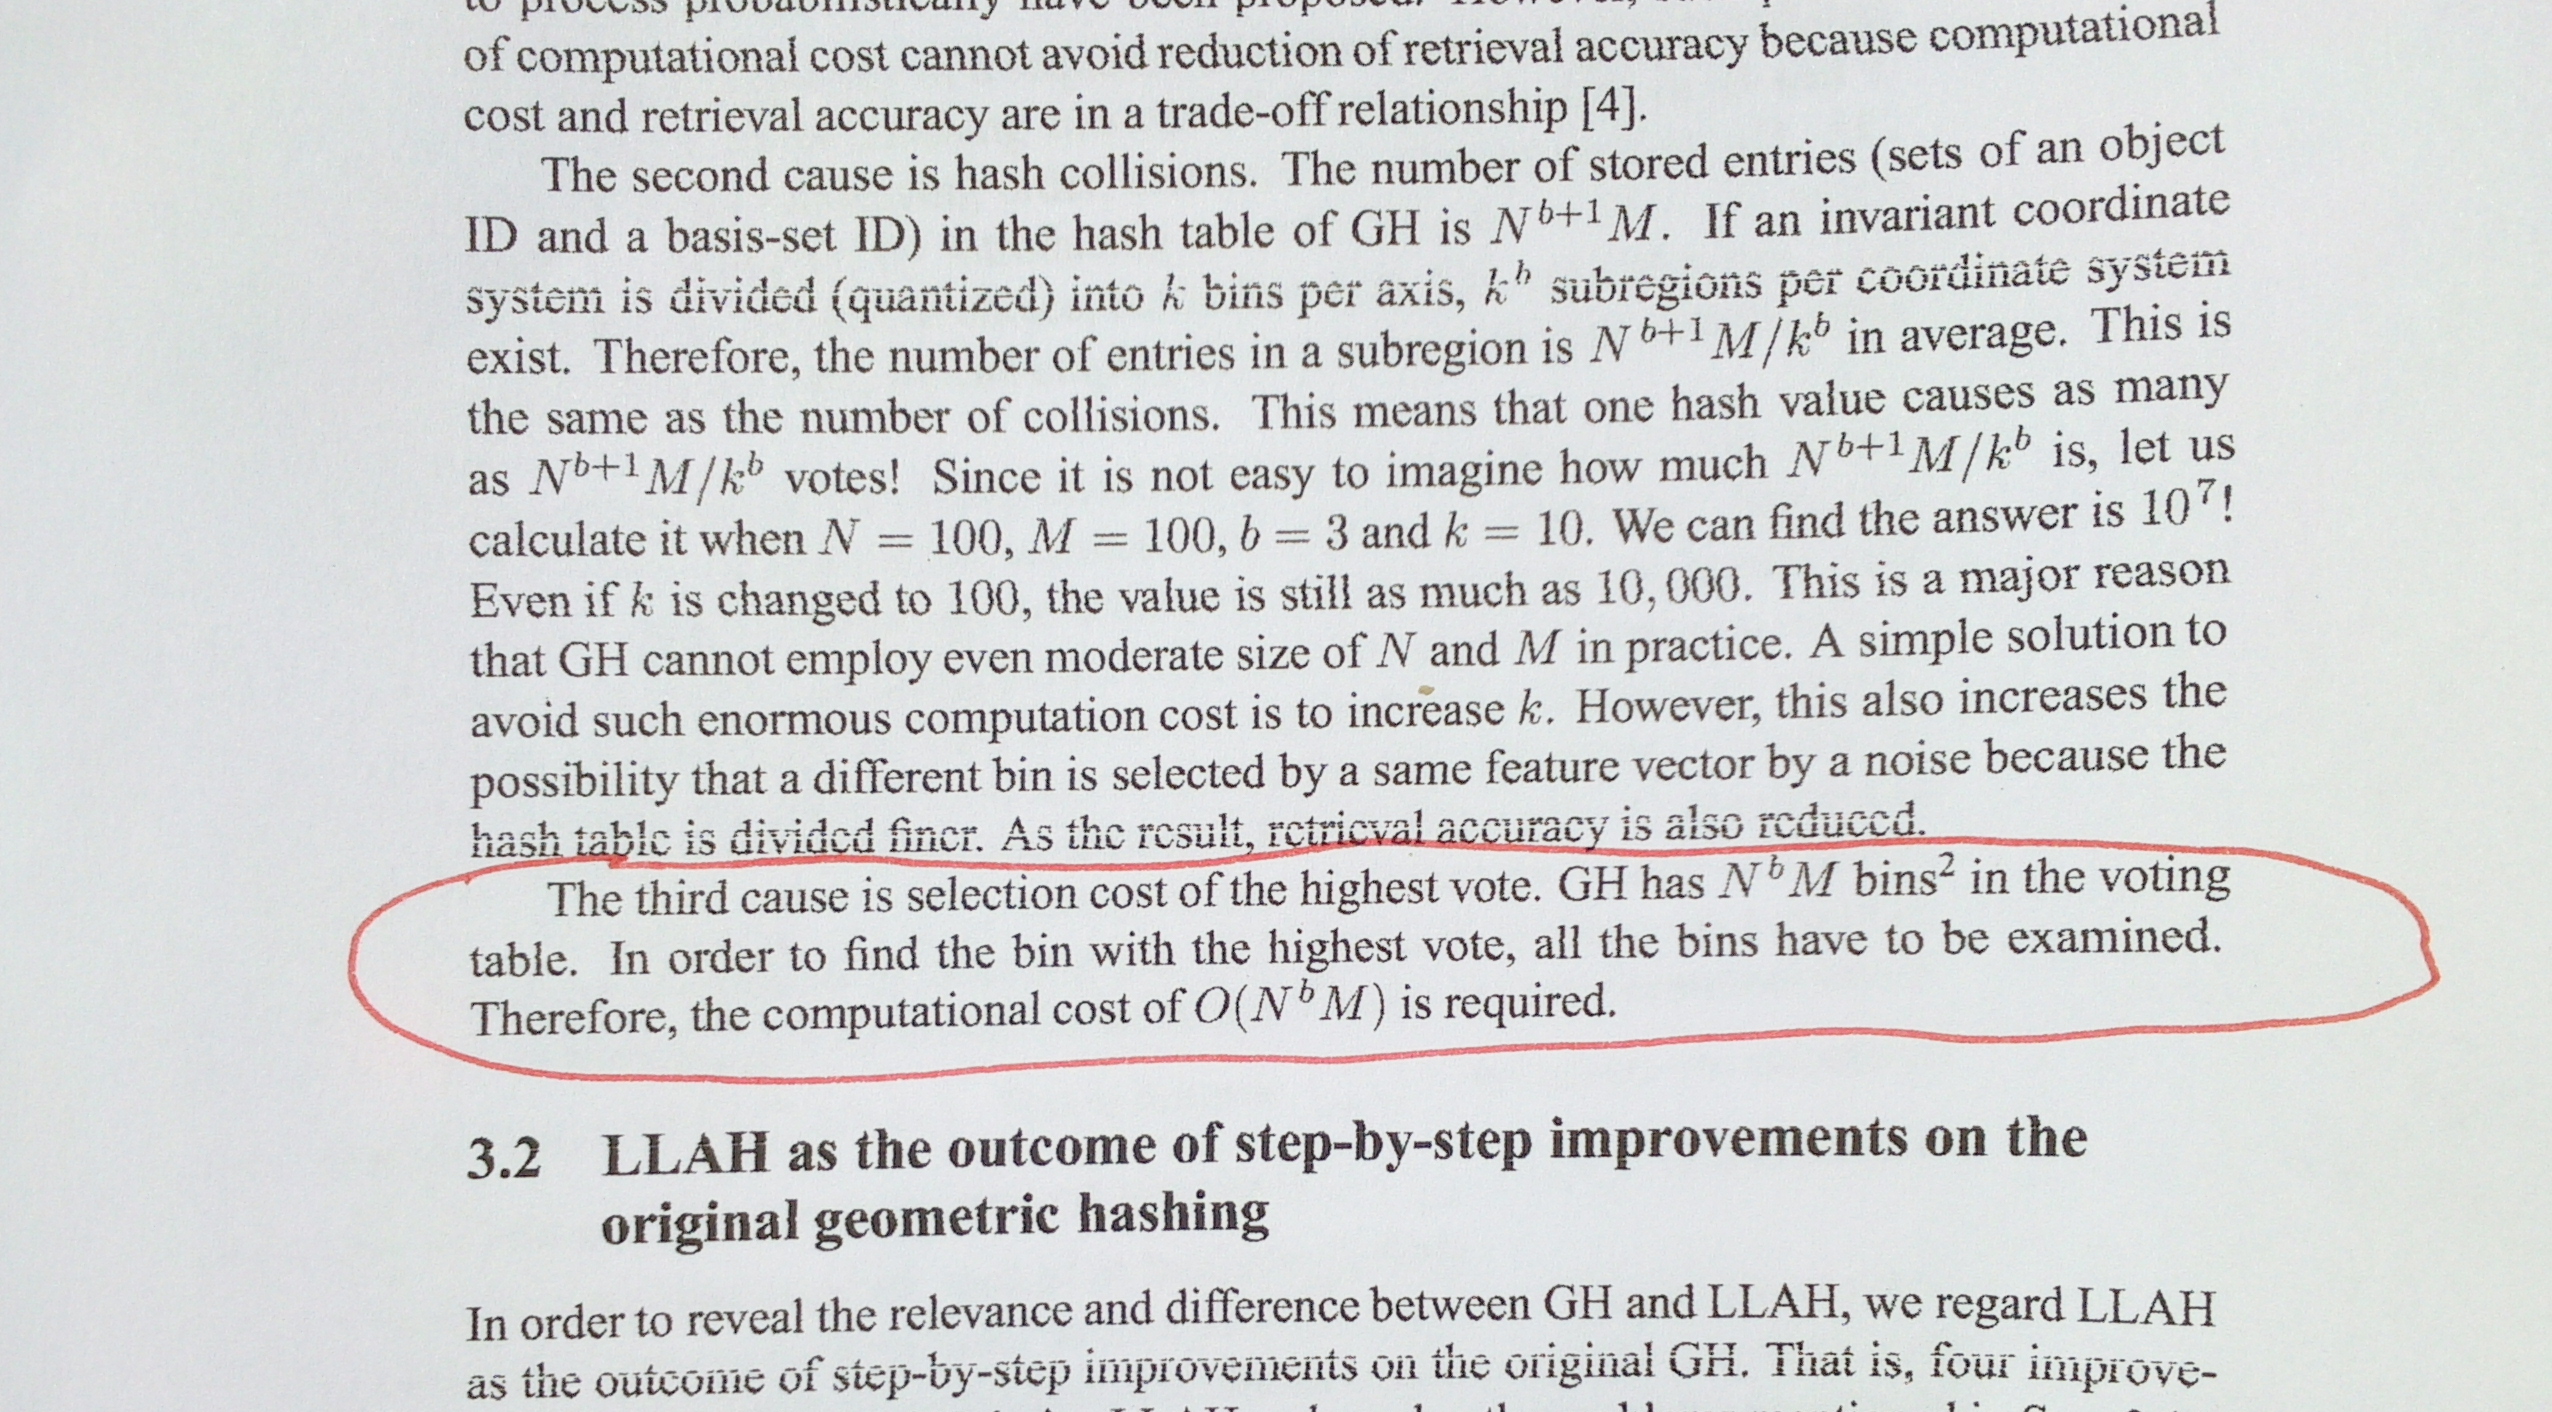 of computational cost cannot avoid reduction of retrieval accuracy because computational
cost and retrieval accuracy are in a trade-off relationship [4].
The second cause is hash collisions. The number of stored entries (sets of an object
ID and a basis-set ID) in the hash table of GH is N^{b+1}M. If an invariant coordinate
system is divided (quantized) into k bins per axis, k^b subregions per coordinate system
exist. Therefore, the number of entries in a subregion is N^{b+1}M/k^b in average. This is
the same as the number of collisions. This means that one hash value causes as many
as N^{b+1}M/k^b votes! Since it is not easy to imagine how much N^{b+1}M/k^b is, let us
calculate it when N = 100, M = 100, b = 3 and k = 10. We can find the answer is 10^7!
Even if k is changed to 100, the value is still as much as 10,000. This is a major reason
that GH cannot employ even moderate size of N and M in practice. A simple solution to
avoid such enormous computation cost is to increase k. However, this also increases the
possibility that a different bin is selected by a same feature vector by a noise because the
hash table is divided finer. As the result, retrieval accuracy is also reduced.
The third cause is selection cost of the highest vote. GH has N^bM bins² in the voting
table. In order to find the bin with the highest vote, all the bins have to be examined.
Therefore, the computational cost of O(N^bM) is required.
3.2 LLAH as the outcome of step-by-step improvements on the
original geometric hashing
In order to reveal the relevance and difference between GH and LLAH, we regard LLAH
as the outcome of step-by-step improvements on the original GH. That is, four improve-